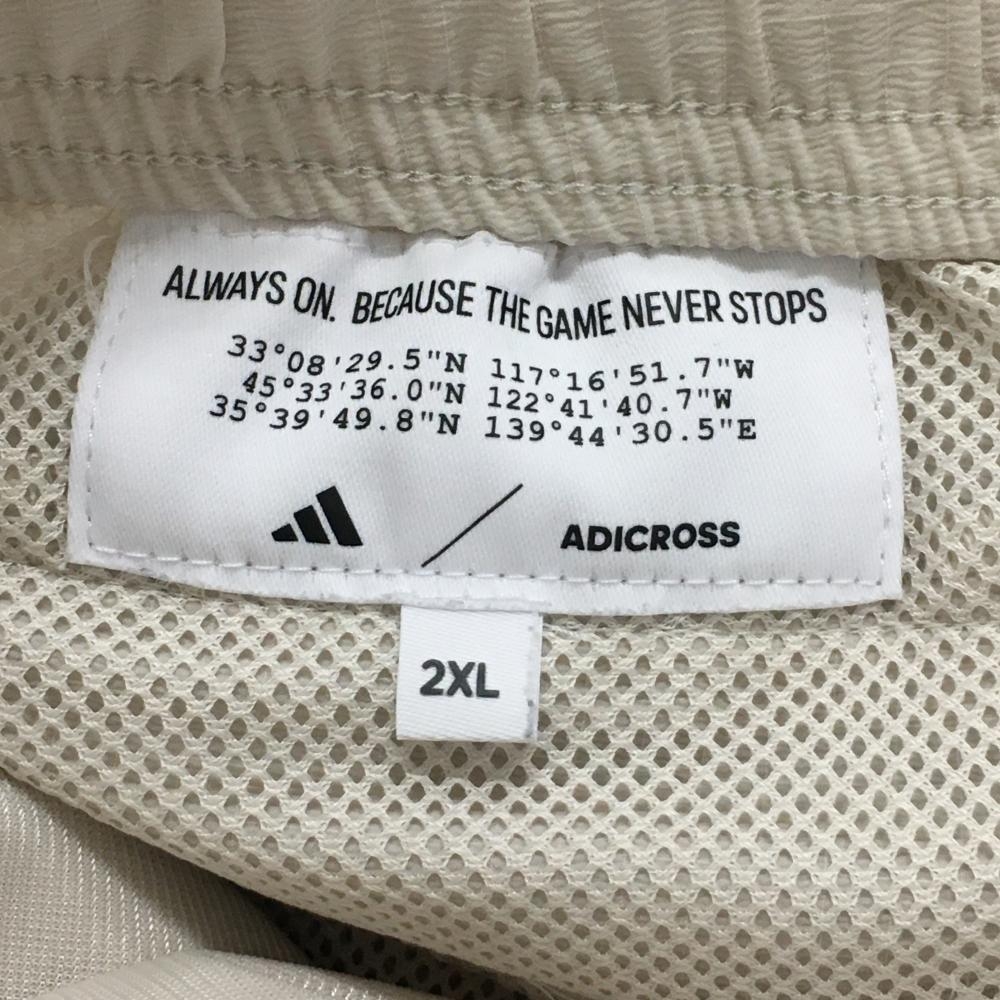 ALWAYS ON. BECAUSE THE GAME NEVER STOPS
33°08'29.5"N 117°16'51.7"W
45°33'36.0"N 122°41'40.7"W
35°39'49.8"N 139°44'30.5"E
ADICROSS
2XL